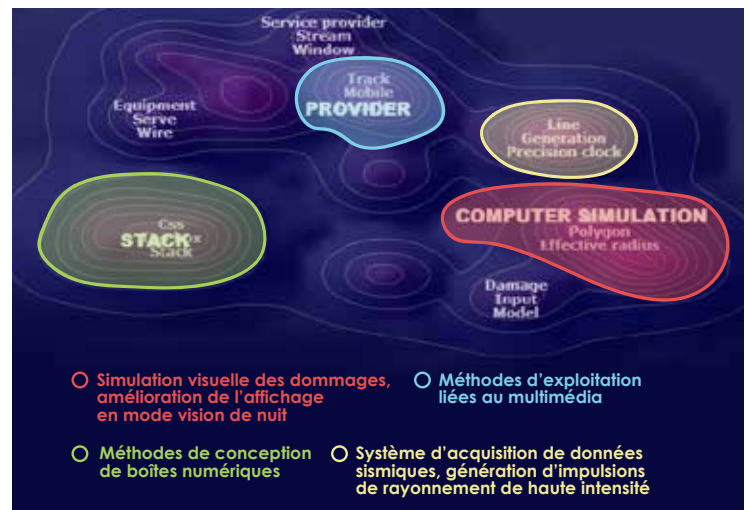 Service provider
Stream
Window
Track
Mobile
PROVIDER
Equipment
Serve
Wire
Line
Generation
Precision clock
Css
STACK
Stack
COMPUTER SIMULATION
Polygon
Effective radius
Damage
Input
Model
Simulation visuelle des dommages,
amélioration de l'affichage
en mode vision de nuit
Méthodes d'exploitation
liées au multimédia
Méthodes de conception
de boîtes numériques
Système d'acquisition de données
sismiques, génération d'impulsions
de rayonnement de haute intensité